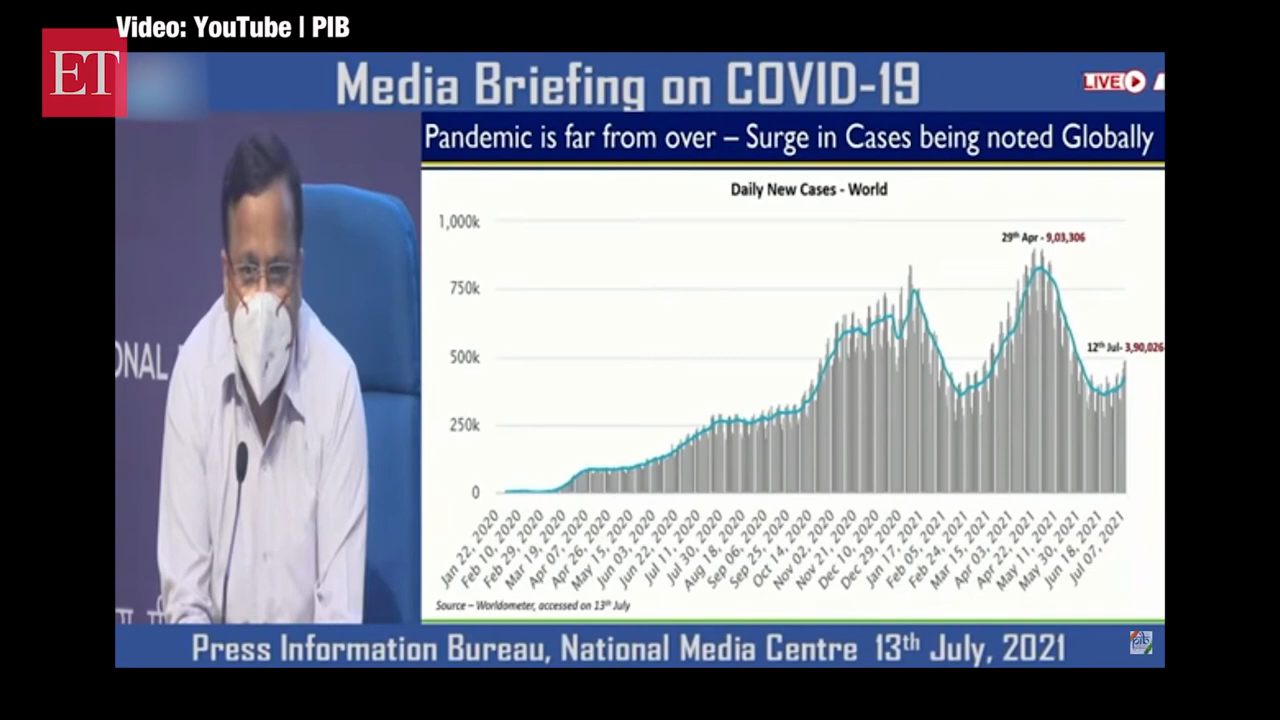 Video: YouTube | PIB
ET
Media Briefing on COVID-19
LIVE
Pandemic is far from over – Surge in Cases being noted Globally
Daily New Cases - World
1,000k
750k
500k
250k
0
29th Apr - 9,03,306
12th Jul- 3,90,026
Jan 22, 2020
Feb 10, 2020
Feb 29, 2020
Mar 19, 2020
Apr 07, 2020
Apr 26, 2020
May 15, 2020
Jun 03, 2020
Jun 22, 2020
Jul 11, 2020
Jul 30, 2020
Aug 18, 2020
Sep 06, 2020
Sep 25, 2020
Oct 14, 2020
Nov 02, 2020
Nov 21, 2020
Dec 10, 2020
Dec 29, 2020
Jan 17, 2021
Feb 05, 2021
Feb 24, 2021
Mar 15, 2021
Apr 03, 2021
Apr 22, 2021
May 11, 2021
May 30, 2021
Jun 18, 2021
Jul 07, 2021
Source – Worldometer, accessed on 13th July
ONAL
Press Information Bureau, National Media Centre 13th July, 2021
pib